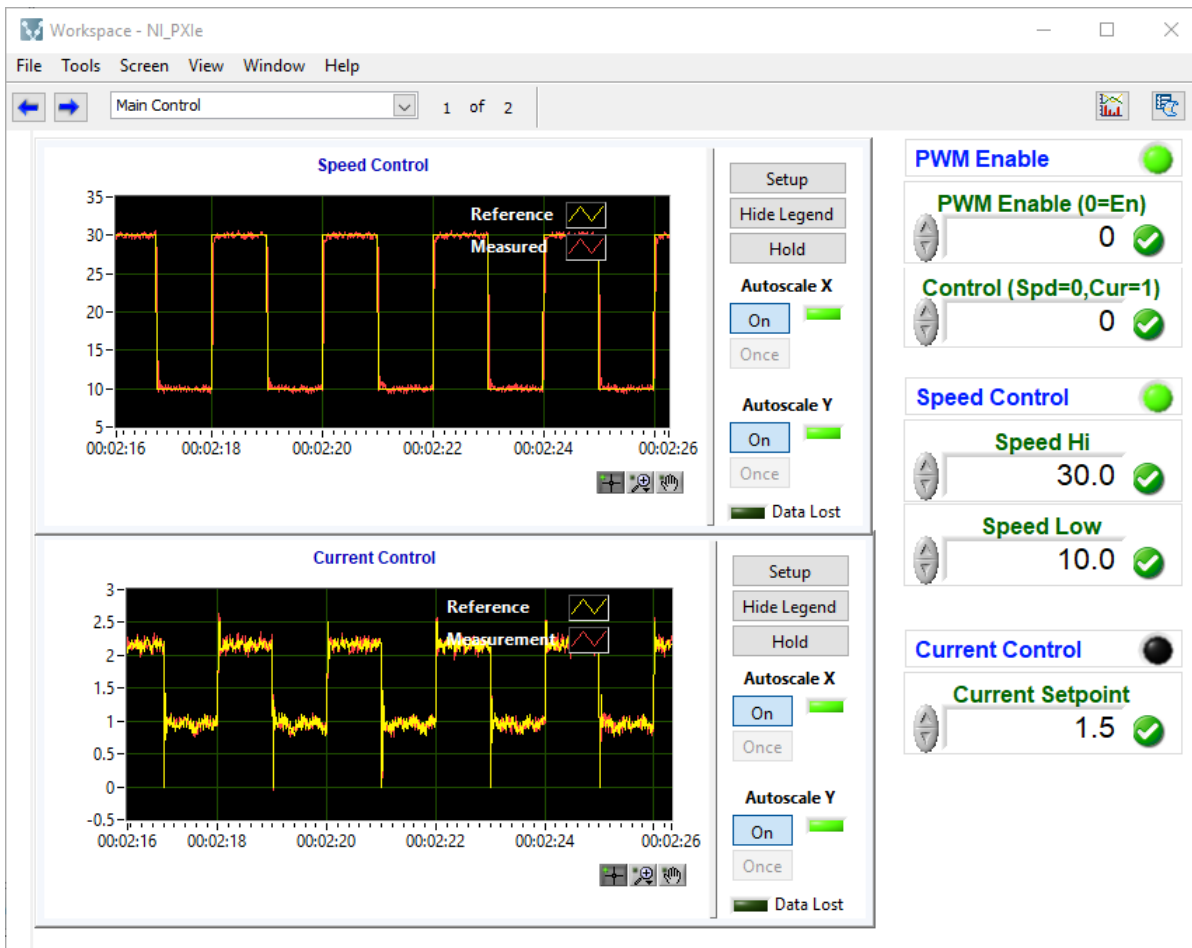 Workspace - NI_PXIe
File Tools Screen View Window Help
Main Control 1 of 2
Speed Control
35
30
25
20
15
10
5
00:02:16 00:02:18 00:02:20 00:02:22 00:02:24 00:02:26
Reference
Measured
Setup
Hide Legend
Hold
Autoscale X
On
Once
Autoscale Y
On
Once
Data Lost
Current Control
3
2.5
2
1.5
1
0.5
0
-0.5
00:02:16 00:02:18 00:02:20 00:02:22 00:02:24 00:02:26
Reference
Measurement
Setup
Hide Legend
Hold
Autoscale X
On
Once
Autoscale Y
On
Once
Data Lost
PWM Enable
PWM Enable (0=En)
0
Control (Spd=0,Cur=1)
0
Speed Control
Speed Hi
30.0
Speed Low
10.0
Current Control
Current Setpoint
1.5